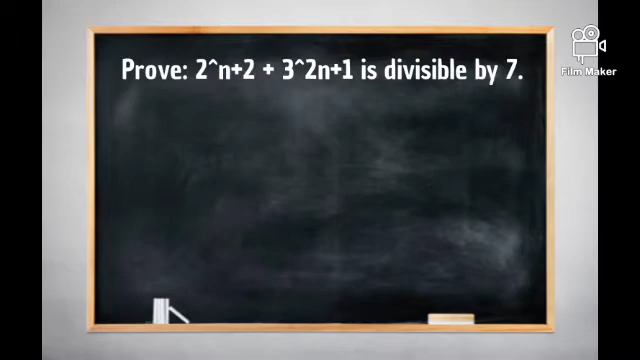 Prove: 2^n+2 + 3^2n+1 is divisible by 7.
Film Maker